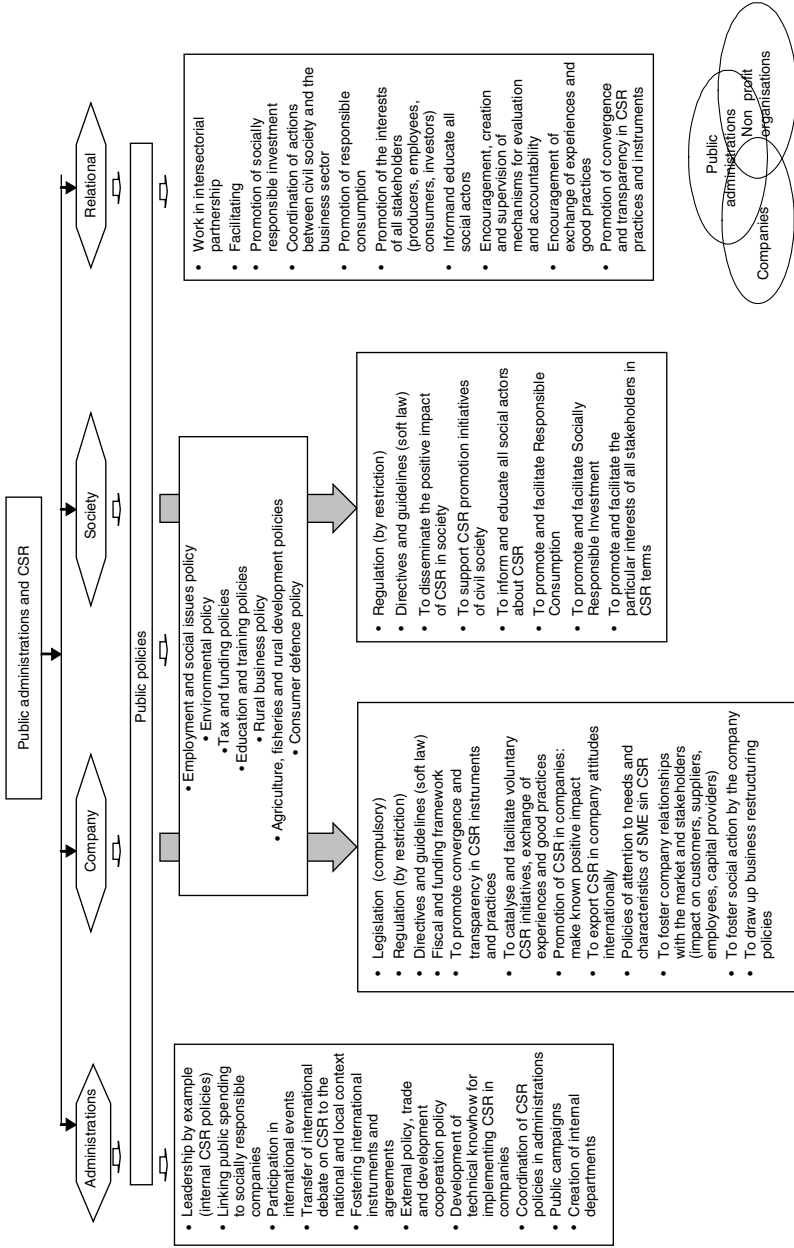 Public administrations and CSR
Administrations
Company
Society
Relational
Public policies
• Leadership by example
(internal CSR policies)
• Linking public spending
to socially responsible
companies
• Participation in
international events
• Transfer of international
debate on CSR to the
national and local context
• Fostering international
instruments and
agreements
• External policy, trade
and development
cooperation policy
• Development of
technical knowhow for
implementing CSR in
companies
• Coordination of CSR
policies in administrations
• Public campaigns
• Creation of internal
departments
• Employment and social issues policy
• Environmental policy
• Tax and funding policies
• Education and training policies
• Rural business policy
• Agriculture, fisheries and rural development policies
• Consumer defence policy
• Legislation (compulsory)
• Regulation (by restriction)
• Directives and guidelines (soft law)
• Fiscal and funding framework
• To promote convergence and
transparency in CSR instruments
and practices
• To catalyse and facilitate voluntary
CSR initiatives, exchange of
experiences and good practices
• Promotion of CSR in companies:
make known positive impact
• To export CSR in company attitudes
internationally
• Policies of attention to needs and
characteristics of SME sin CSR
• To foster company relationships
with the market and stakeholders
(impact on customers, suppliers,
employees, capital providers)
• To foster social action by the company
• To draw up business restructuring
policies
• Regulation (by restriction)
• Directives and guidelines (soft law)
• To disseminate the positive impact
of CSR in society
• To support CSR promotion initiatives
of civil society
• To inform and educate all social actors
about CSR
• To promote and facilitate Responsible
Consumption
• To promote and facilitate Socially
Responsible Investment
• To promote and facilitate the
particular interests of all stakeholders in
CSR terms
• Work in intersectorial
partnership
• Facilitating
• Promotion of socially
responsible investment
• Coordination of actions
between civil society and the
business sector
• Promotion of responsible
consumption
• Promotion of the interests
of all stakeholders
(producers, employees,
consumers, investors)
• Informand educate all
social actors
• Encouragement, creation
and supervision of
mechanisms for evaluation
and accountability
• Encouragement of
exchange of experiences and
good practices
• Promotion of convergence
and transparency in CSR
practices and instruments
Public
administrations
Companies
Non profit
organisations